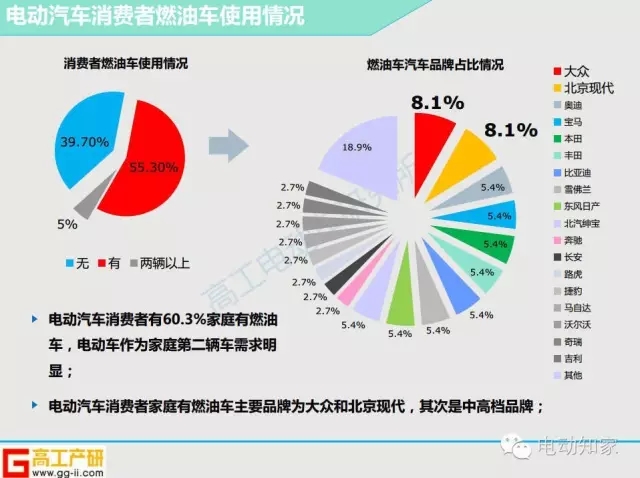 电动汽车消费者燃油车使用情况
消费者燃油车使用情况
39.70%
55.30%
5%
无 有 两辆以上
燃油车汽车品牌占比情况
8.1%
8.1%
5.4%
5.4%
5.4%
5.4%
5.4%
5.4%
5.4%
5.4%
2.7%
2.7%
2.7%
2.7%
2.7%
2.7%
2.7%
2.7%
18.9%
大众
北京现代
奥迪
宝马
本田
丰田
比亚迪
雪佛兰
东风日产
北汽绅宝
奔驰
长安
路虎
捷豹
马自达
沃尔沃
奇瑞
吉利
其他
电动汽车消费者有60.3%家庭有燃油
车，电动车作为家庭第二辆车需求明
显；
电动汽车消费者家庭有燃油车主要品牌为大众和北京现代，其次是中高档品牌；
G 高工产研
www.gg-ii.com
电动知家